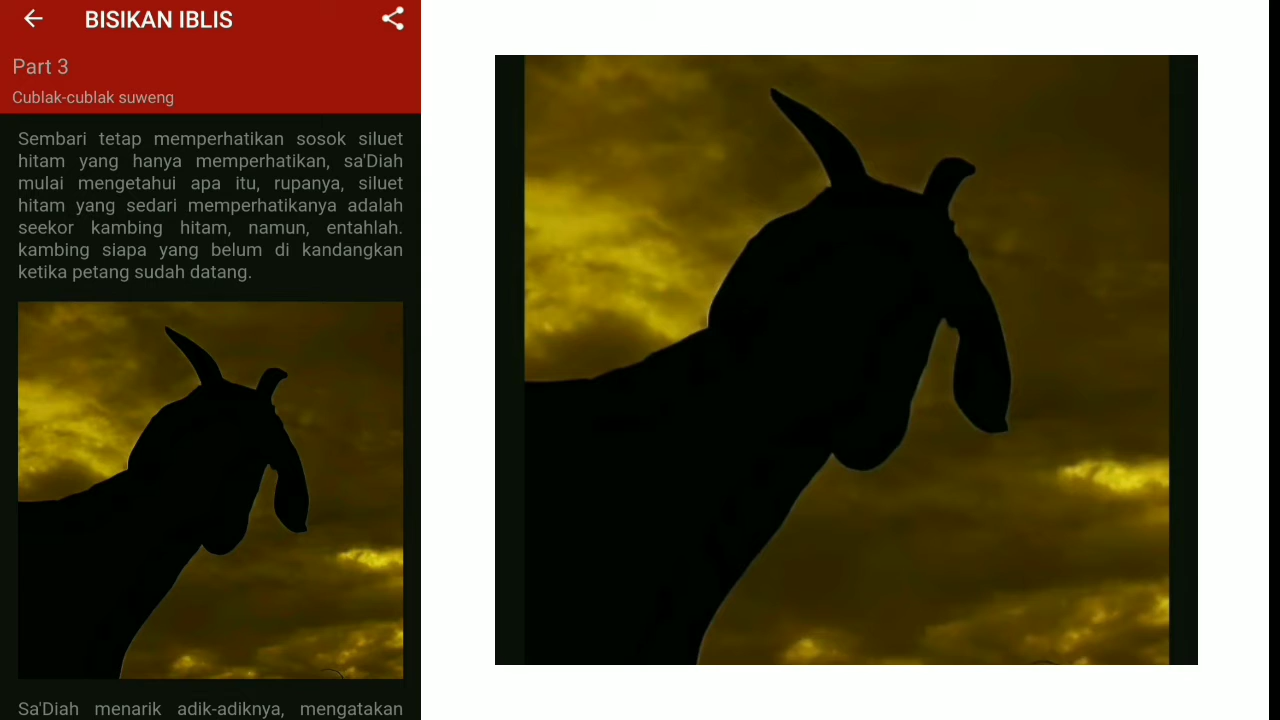 BISIKAN IBLIS
Part 3
Cublak-cublak suweng
Sembari tetap memperhatikan sosok siluet
hitam yang hanya memperhatikan, sa'Diah
mulai mengetahui apa itu, rupanya, siluet
hitam yang sedari memperhatikanya adalah
seekor kambing hitam, namun, entahlah.
kambing siapa yang belum di kandangkan
ketika petang sudah datang.
Sa'Diah menarik adik-adiknya, mengatakan